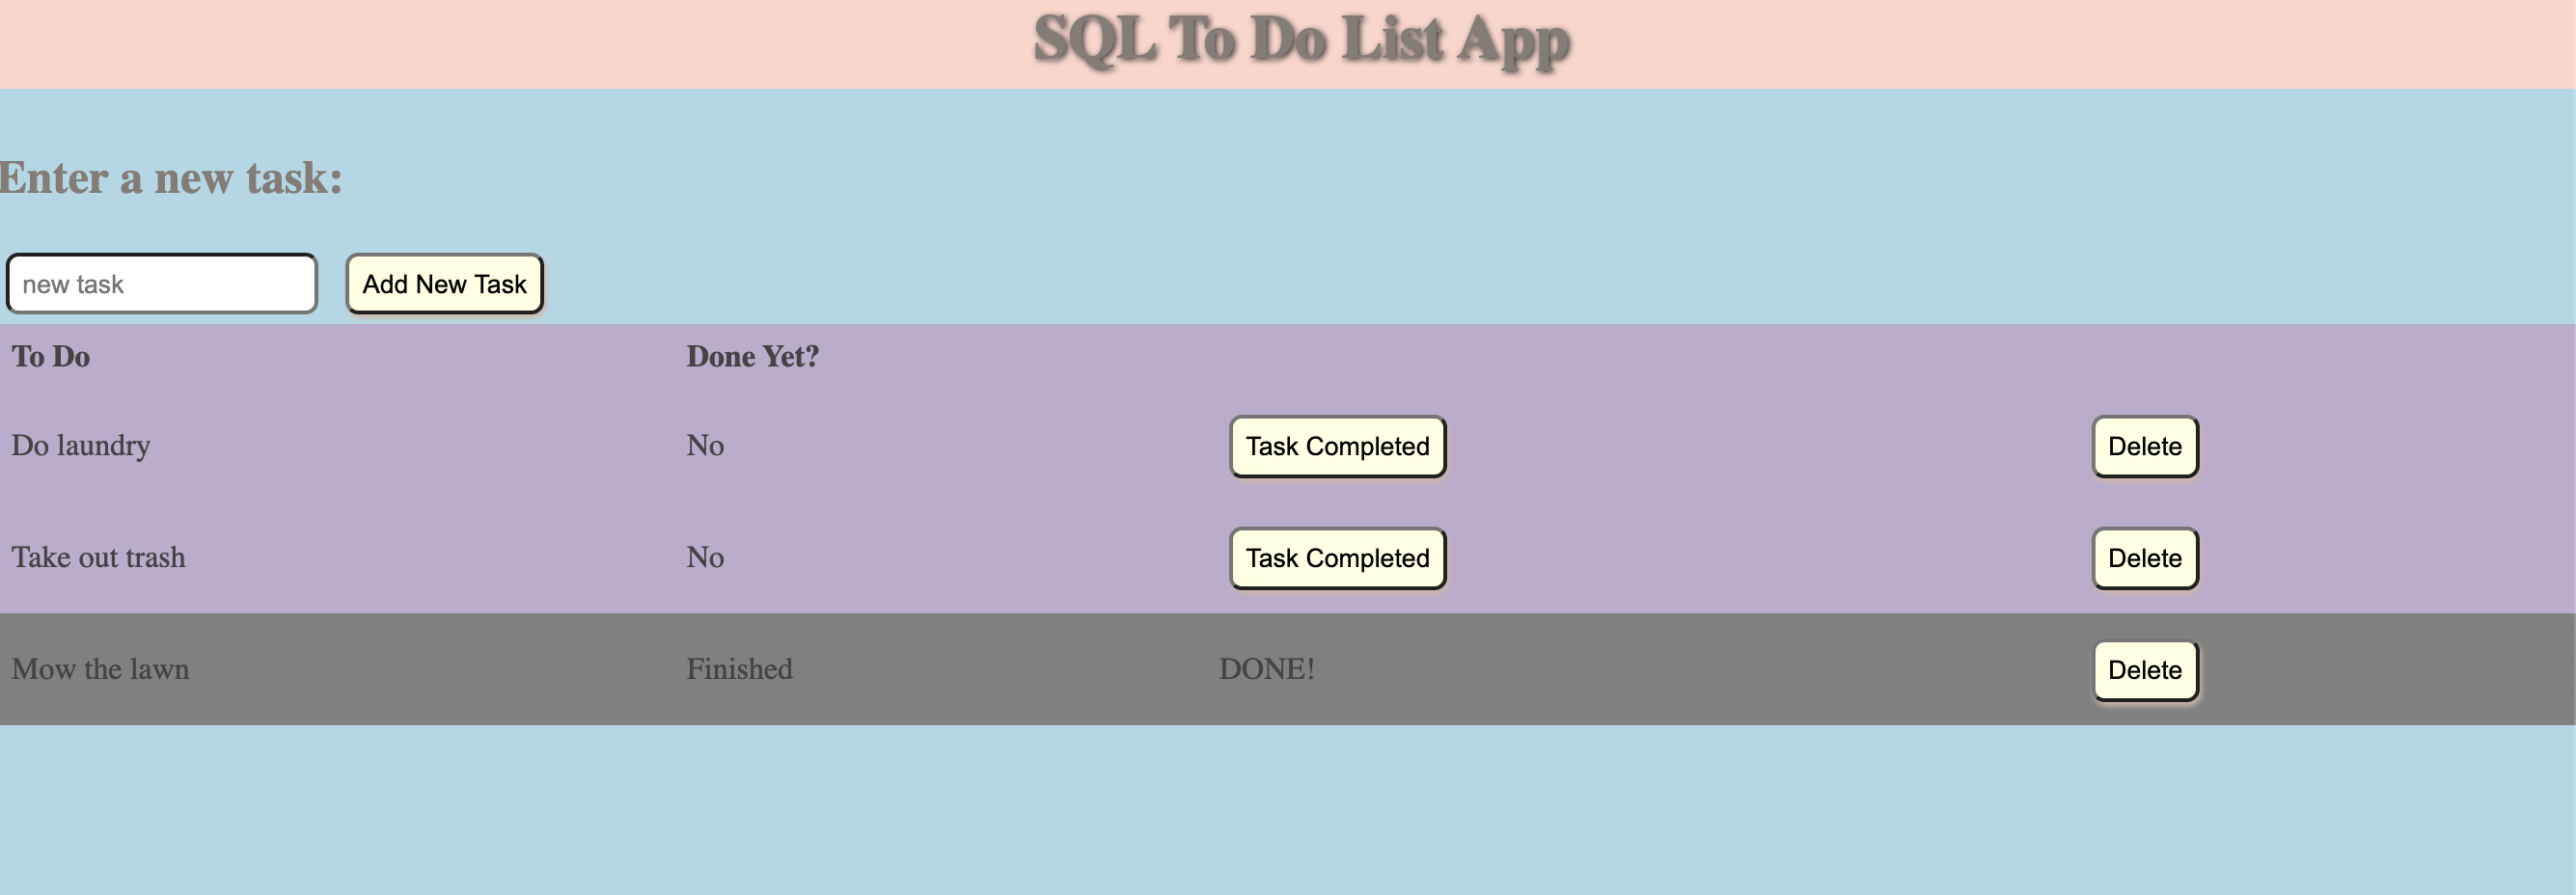 SQL To Do List App
Enter a new task:
new task Add New Task
To Do Done Yet?
Do laundry No Task Completed Delete
Take out trash No Task Completed Delete
Mow the lawn Finished DONE! Delete